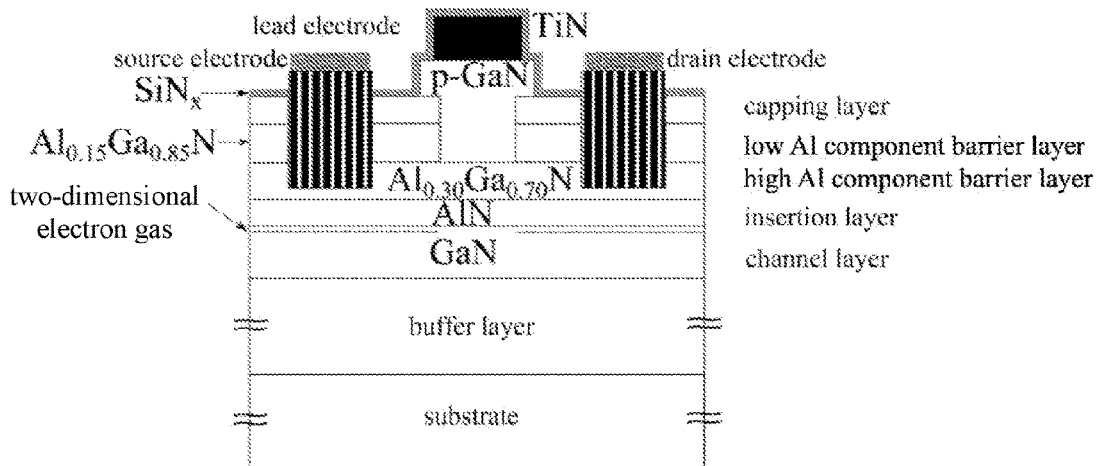 lead electrode
TiN
source electrode
p-GaN
drain electrode
SiNₓ
capping layer
Al₀.₁₅Ga₀.₈₅N
low Al component barrier layer
Al₀.₃₀Ga₀.₇₀N
high Al component barrier layer
two-dimensional
electron gas
AlN
insertion layer
GaN
channel layer
buffer layer
substrate